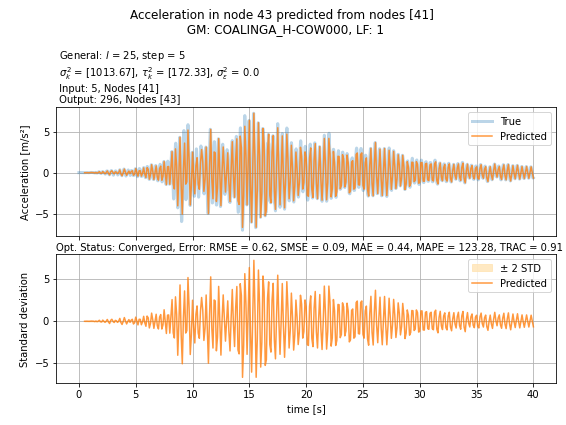 Acceleration in node 43 predicted from nodes [41]
GM: COALINGA_H-COW000, LF: 1
General: l = 25, step = 5
σ²ₖ = [1013.67], τ²ₖ = [172.33], σ²ε = 0.0
Input: 5, Nodes [41]
Output: 296, Nodes [43]
True
Predicted
5
0
−5
Acceleration [m/s²]
Opt. Status: Converged, Error: RMSE = 0.62, SMSE = 0.09, MAE = 0.44, MAPE = 123.28, TRAC = 0.91
± 2 STD
Predicted
5
0
−5
Standard deviation
0 5 10 15 20 25 30 35 40
time [s]